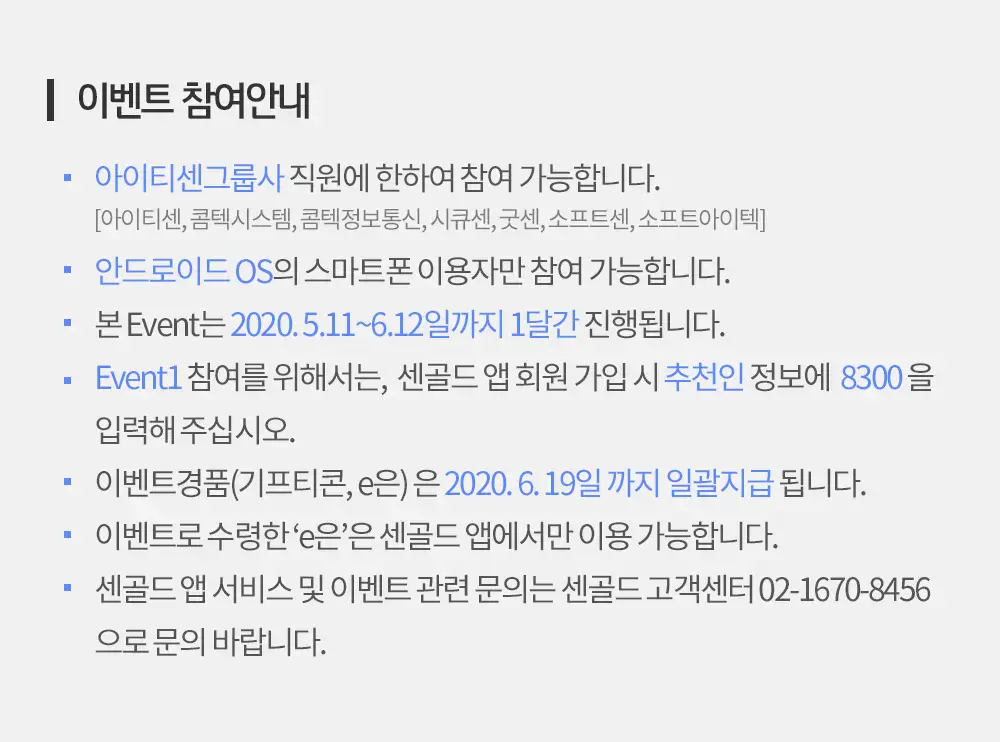 이벤트 참여안내
아이티센그룹사 직원에 한하여 참여 가능합니다.
[아이티센, 콤텍시스템, 콤텍정보통신, 시큐센, 굿센, 소프트센, 소프트아이텍]
안드로이드 OS의 스마트폰 이용자만 참여 가능합니다.
본 Event는 2020. 5.11~6.12일까지 1달간 진행됩니다.
Event1 참여를 위해서는, 센골드 앱 회원 가입 시 추천인 정보에 8300 을
입력해 주십시오.
이벤트경품(기프티콘, e은) 은 2020. 6. 19일 까지 일괄지급 됩니다.
이벤트로 수령한 ‘e은’은 센골드 앱에서만 이용 가능합니다.
센골드 앱 서비스 및 이벤트 관련 문의는 센골드 고객센터 02-1670-8456
으로 문의 바랍니다.